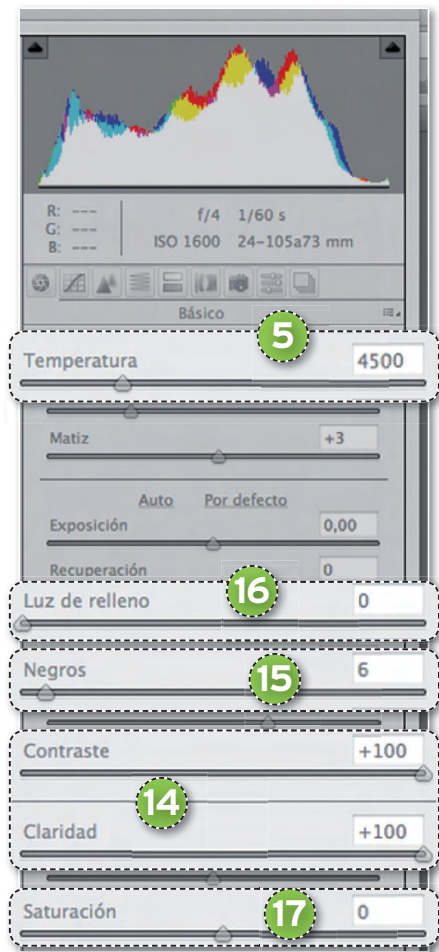 R: ---
G: ---
B: ---
f/4 1/60 s
ISO 1600 24-105a73 mm
Básico
5
Temperatura 4500
Matiz +3
Auto Por defecto
Exposición 0,00
Recuperación 0
16
Luz de relleno 0
Negros 15 6
Contraste +100
14
Claridad +100
Saturación 17 0